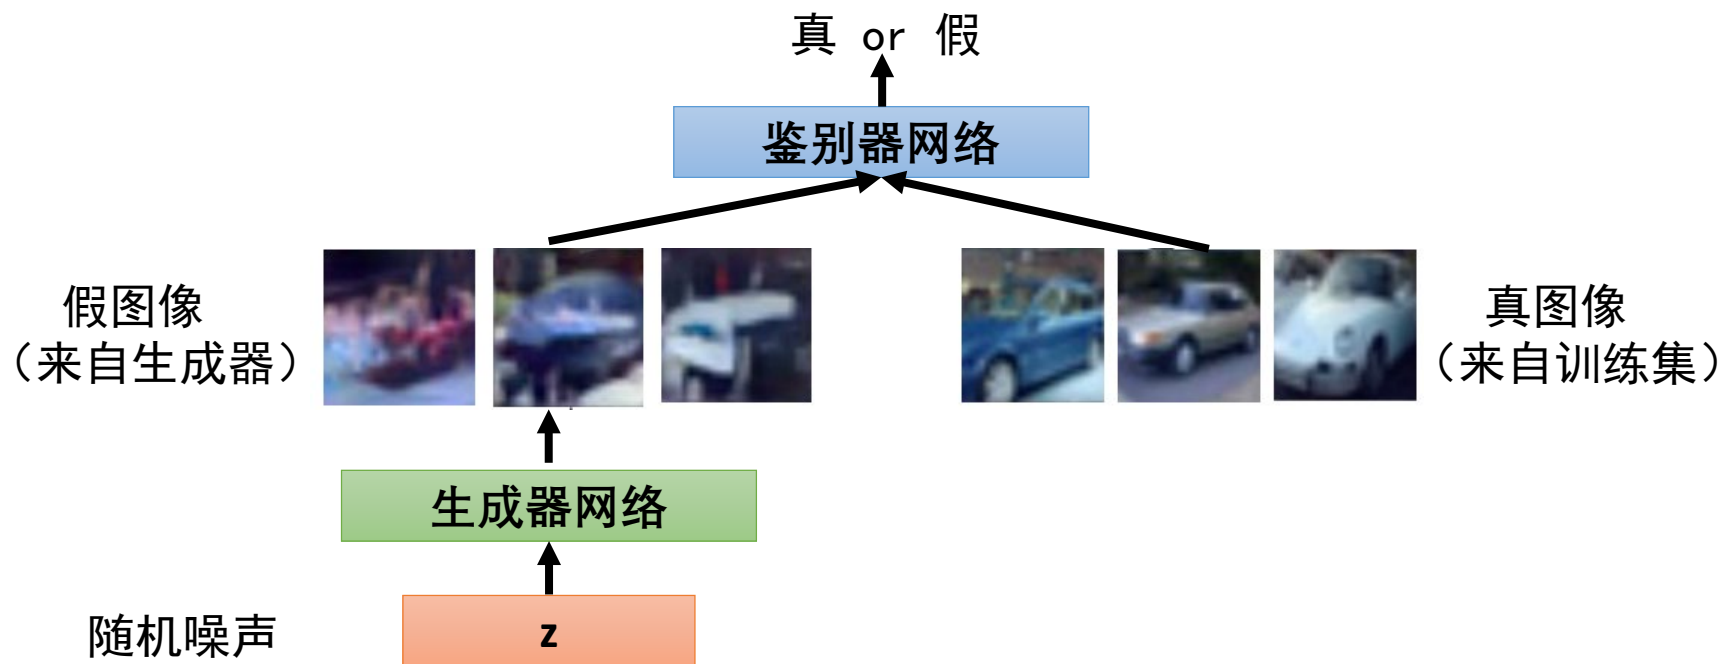 真 or 假
鉴别器网络
假图像
（来自生成器）
真图像
（来自训练集）
生成器网络
随机噪声
z